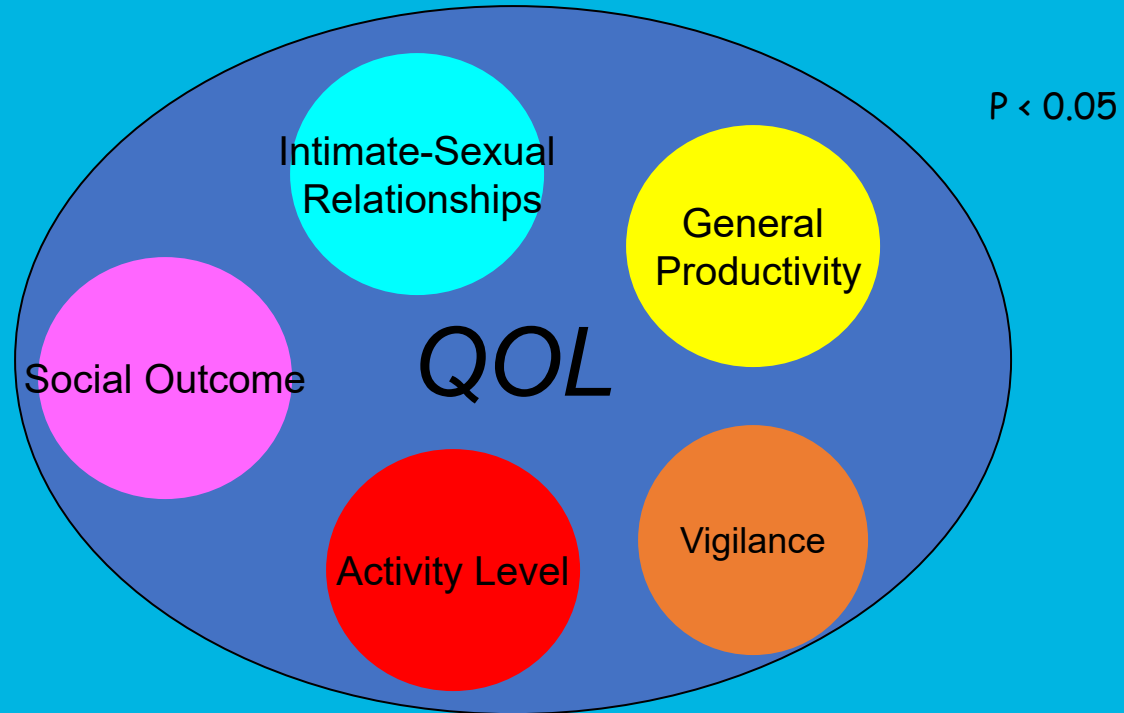 P < 0.05
Intimate-Sexual
Relationships
General
Productivity
QOL
Social Outcome
Activity Level
Vigilance